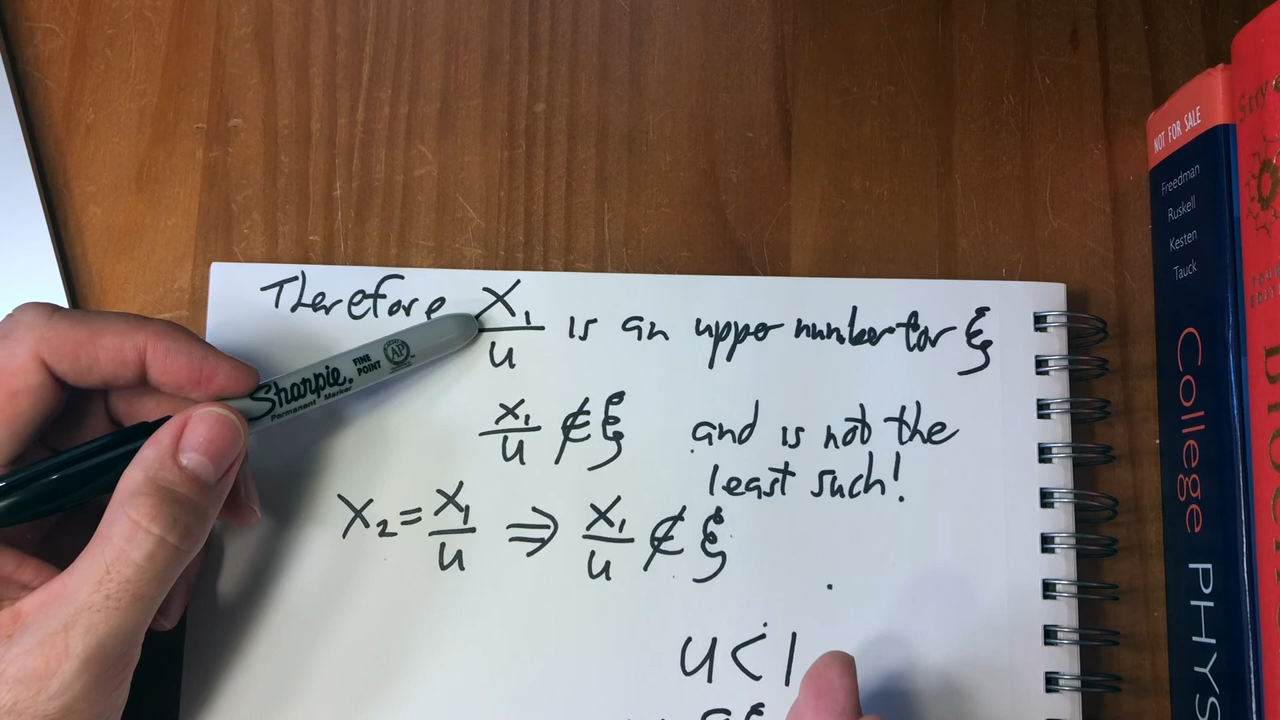 Therefore X₁/u is an upper number for ξ
X₁/u ∉ ξ and is not the
least such!
X₂ = X₁/u ⇒ X₁/u ∉ ξ
u < 1
Sharpie.
FINE POINT
Permanent Marker
AP
NOT FOR SALE
Freedman
Ruskell
Kesten
Tauck
College PHYS